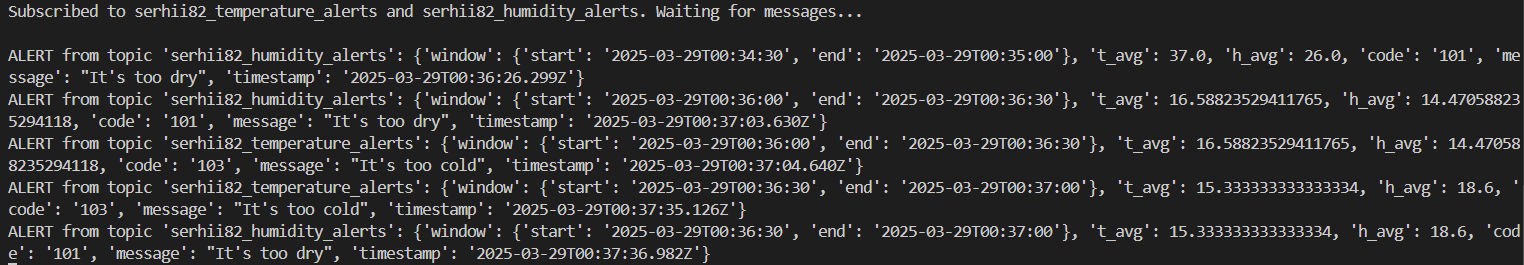 Subscribed to serhii82_temperature_alerts and serhii82_humidity_alerts. Waiting for messages...
ALERT from topic 'serhii82_humidity_alerts': {'window': {'start': '2025-03-29T00:34:30', 'end': '2025-03-29T00:35:00'}, 't_avg': 37.0, 'h_avg': 26.0, 'code': '101', 'me
ssage': "It's too dry", 'timestamp': '2025-03-29T00:36:26.299Z'}
ALERT from topic 'serhii82_humidity_alerts': {'window': {'start': '2025-03-29T00:36:00', 'end': '2025-03-29T00:36:30'}, 't_avg': 16.58823529411765, 'h_avg': 14.47058823
5294118, 'code': '101', 'message': "It's too dry", 'timestamp': '2025-03-29T00:37:03.630Z'}
ALERT from topic 'serhii82_temperature_alerts': {'window': {'start': '2025-03-29T00:36:00', 'end': '2025-03-29T00:36:30'}, 't_avg': 16.58823529411765, 'h_avg': 14.47058
8235294118, 'code': '103', 'message': "It's too cold", 'timestamp': '2025-03-29T00:37:04.640Z'}
ALERT from topic 'serhii82_temperature_alerts': {'window': {'start': '2025-03-29T00:36:30', 'end': '2025-03-29T00:37:00'}, 't_avg': 15.333333333333334, 'h_avg': 18.6, '
code': '103', 'message': "It's too cold", 'timestamp': '2025-03-29T00:37:35.126Z'}
ALERT from topic 'serhii82_humidity_alerts': {'window': {'start': '2025-03-29T00:36:30', 'end': '2025-03-29T00:37:00'}, 't_avg': 15.333333333333334, 'h_avg': 18.6, 'cod
e': '101', 'message': "It's too dry", 'timestamp': '2025-03-29T00:37:36.982Z'}